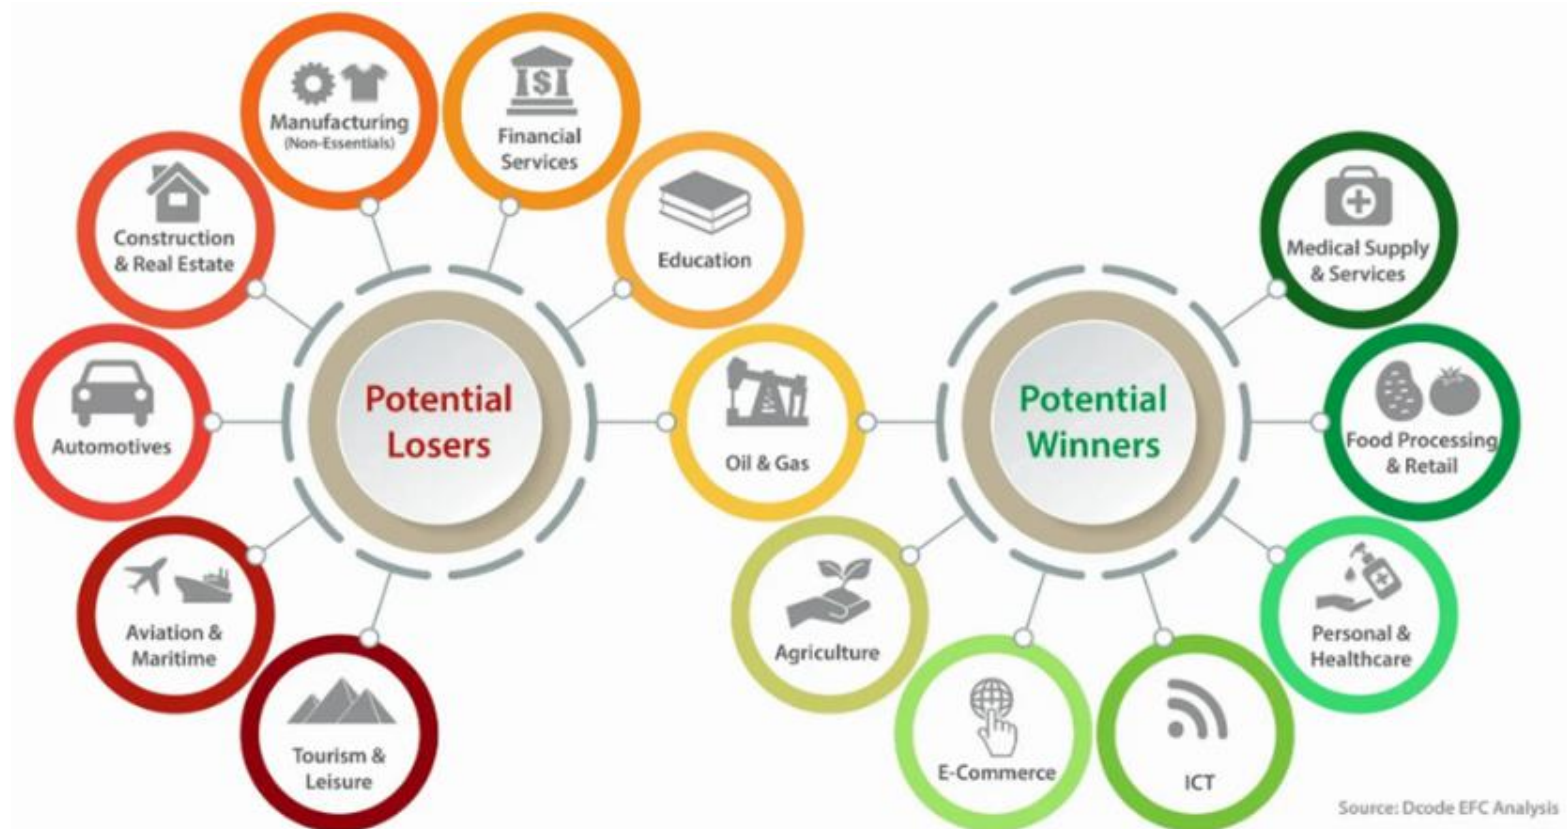 Manufacturing
(Non-Essentials)
Financial
Services
Construction
& Real Estate
Education
Medical Supply
& Services
Automotives
Potential
Losers
Oil & Gas
Potential
Winners
Food Processing
& Retail
Aviation &
Maritime
Agriculture
Personal &
Healthcare
Tourism &
Leisure
E-Commerce
ICT
$
Source: Dcode EFC Analysis